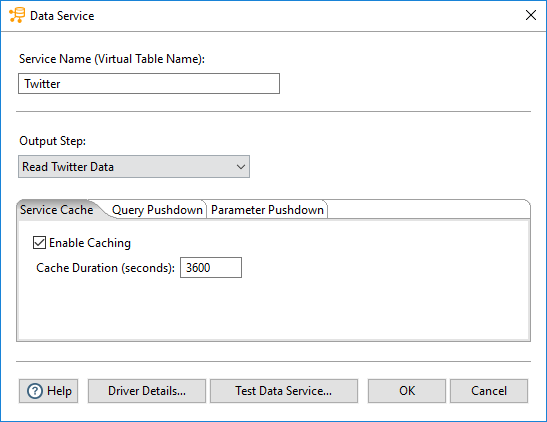 Data Service
Service Name (Virtual Table Name):
Twitter
Output Step:
Read Twitter Data
Service Cache Query Pushdown Parameter Pushdown
Enable Caching
Cache Duration (seconds): 3600
? Help Driver Details... Test Data Service... OK Cancel